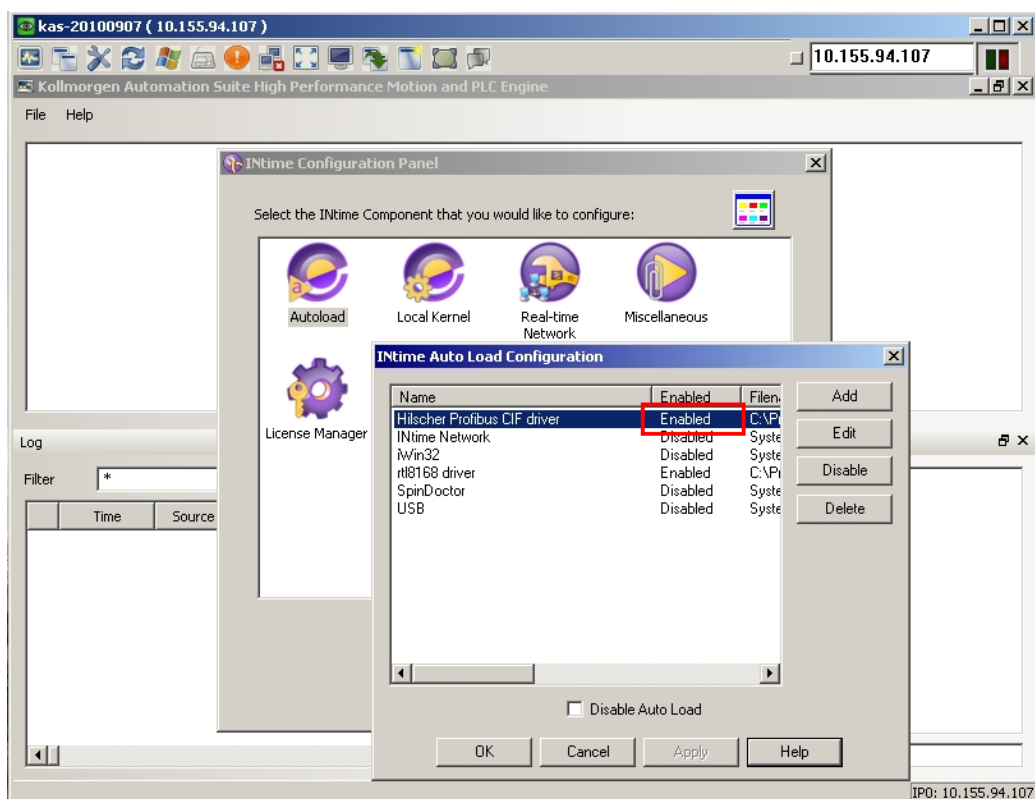 kas-20100907 ( 10.155.94.107 )
10.155.94.107
Kollmorgen Automation Suite High Performance Motion and PLC Engine
File Help
INtime Configuration Panel
Select the INtime Component that you would like to configure:
Autoload
Local Kernel
Real-time
Network
Miscellaneous
License Manager
INtime Auto Load Configuration
Name Enabled Filen
Hilscher Profibus CIF driver Enabled C:\Pr
INtime Network Disabled Syste
iWin32 Disabled Syste
rtl8168 driver Enabled C:\Pr
SpinDoctor Disabled Syste
USB Disabled Syste
Add
Edit
Disable
Delete
Disable Auto Load
OK Cancel Apply Help
Log
Filter *
Time Source
IP0: 10.155.94.107